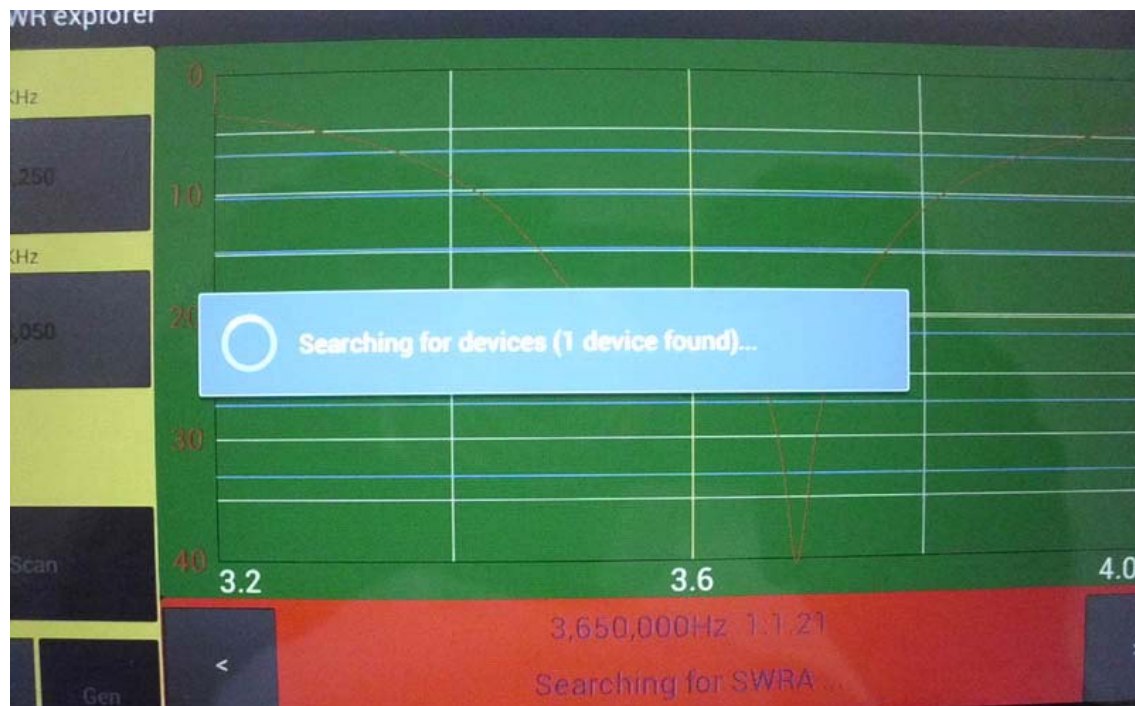 WR explorer
KHz
,250
KHz
,050
Scan
Gen
0
10
20
30
40
Searching for devices (1 device found)...
3.2
3.6
4.0
<
3,650,000Hz 1:1.21
Searching for SWRA...